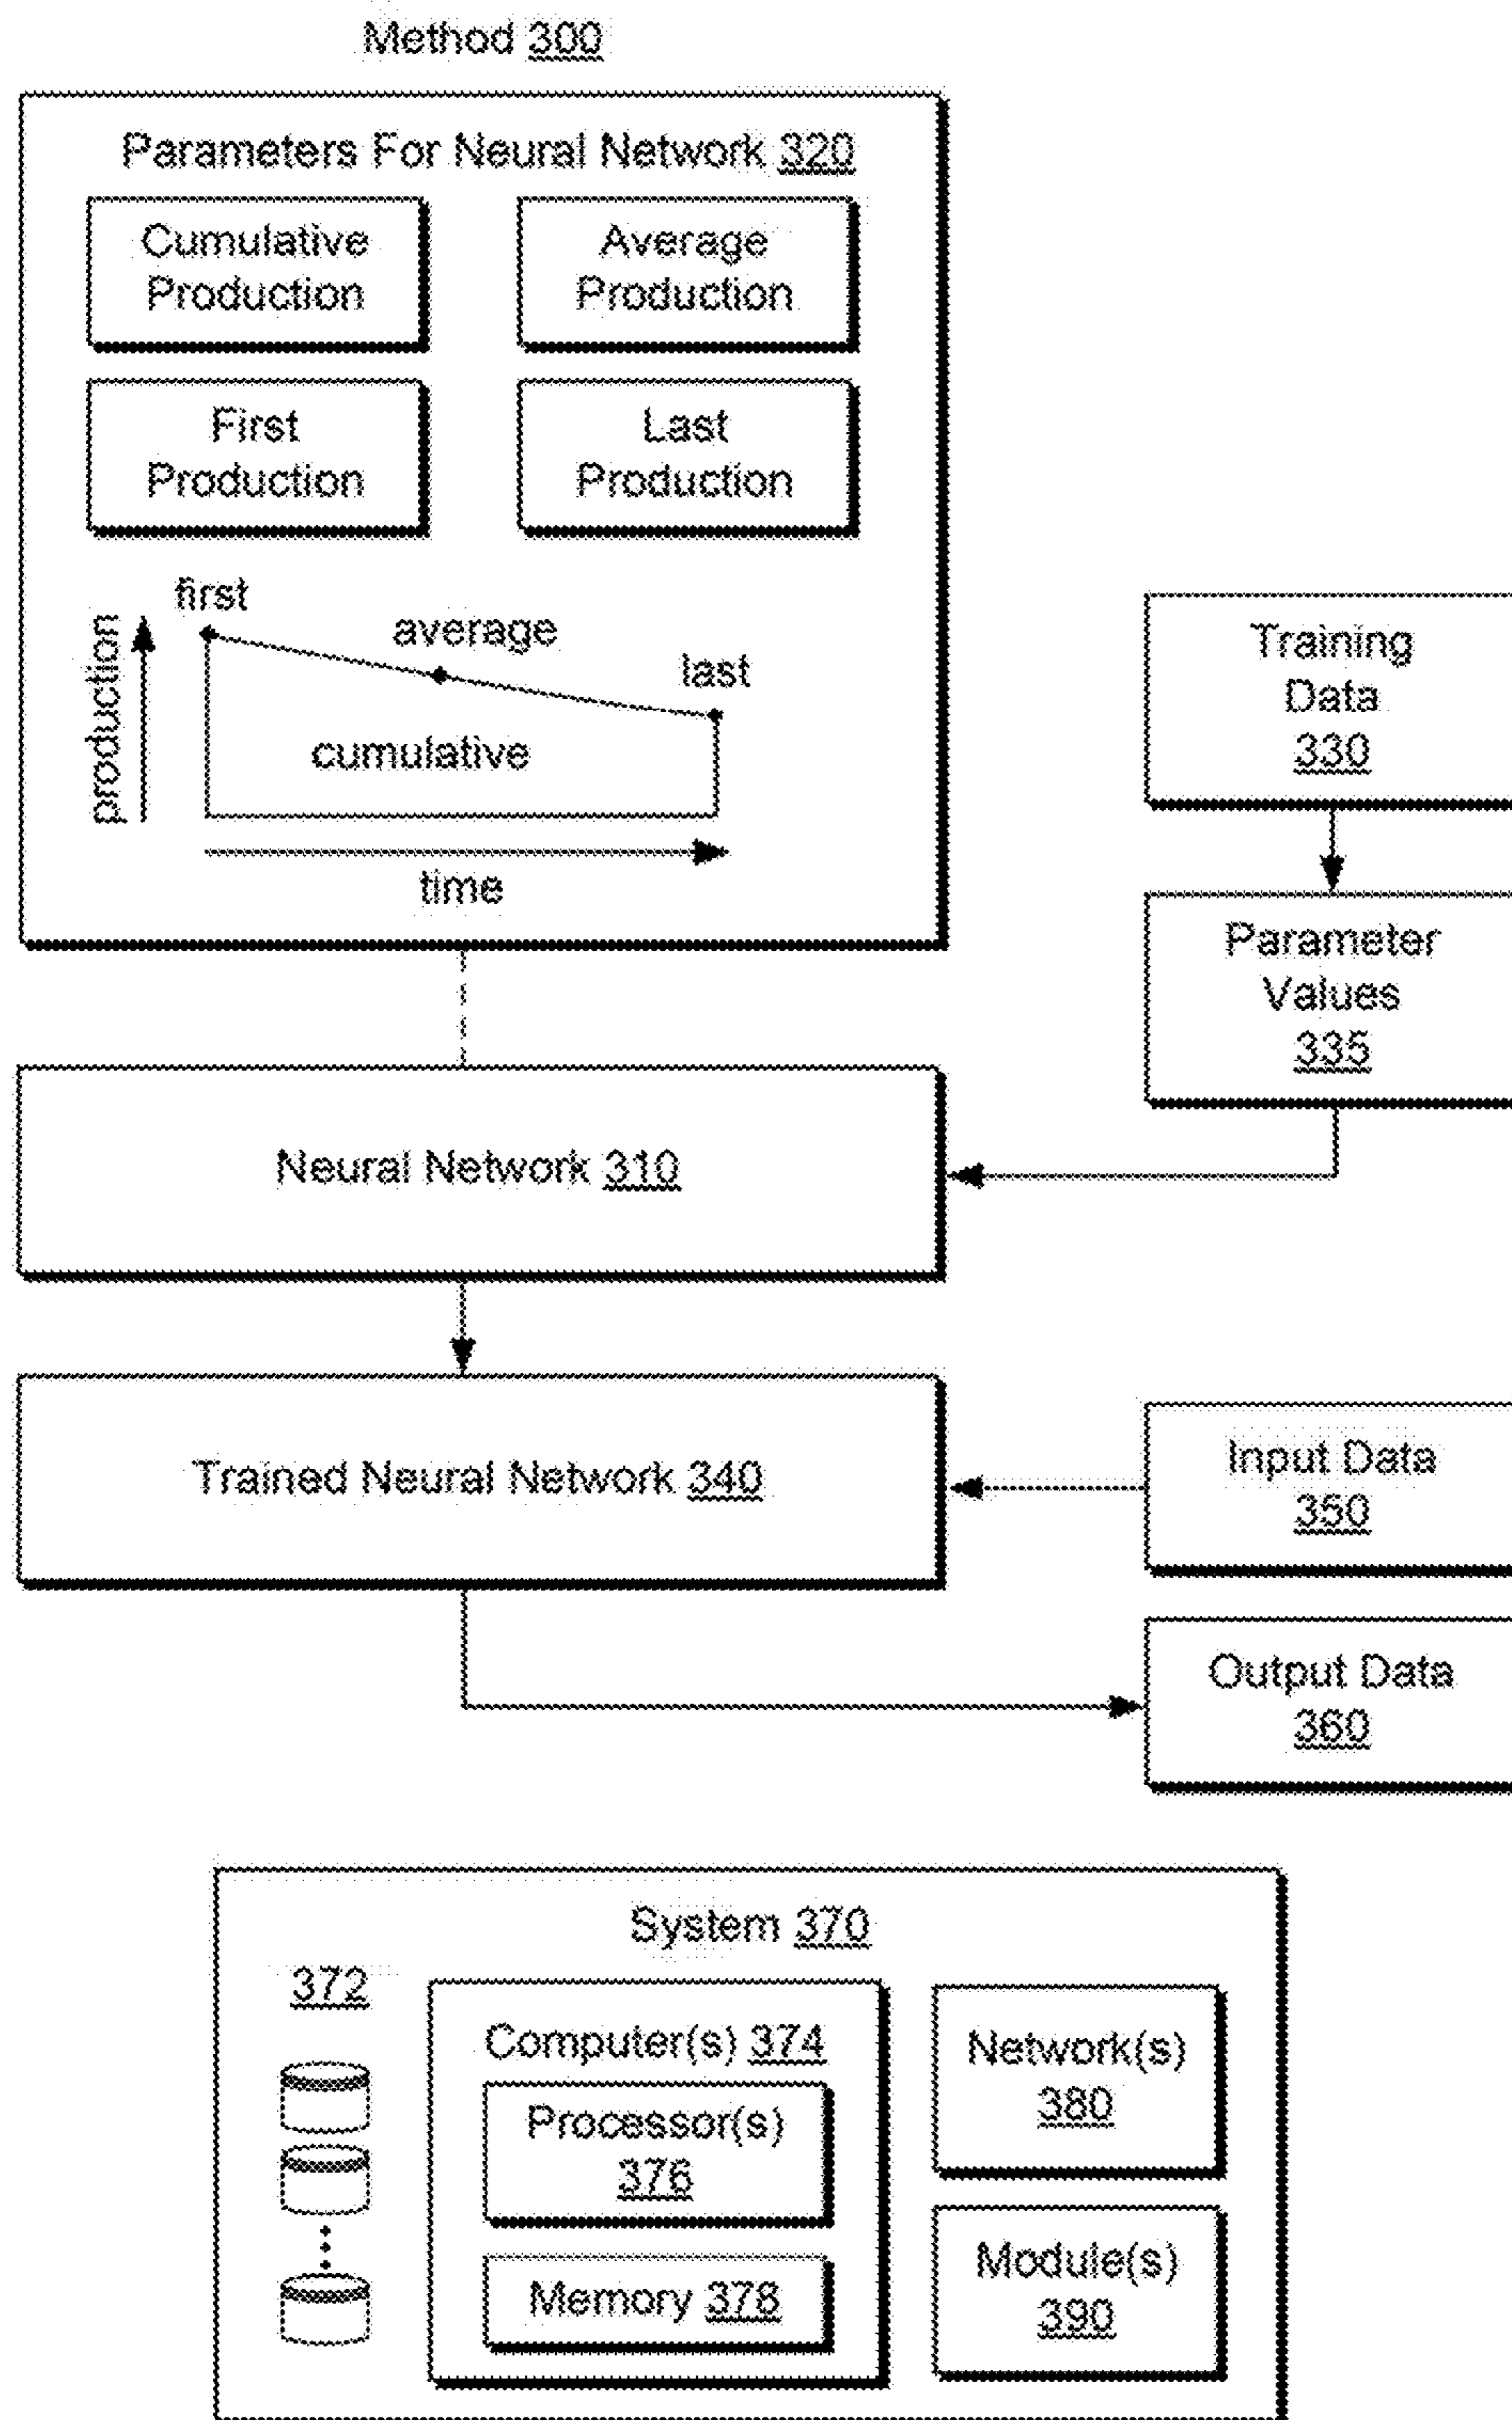 Method 300
Parameters For Neural Network 320
Cumulative
Production
Average
Production
First
Production
Last
Production
first
average
last
production
cumulative
time
Training
Data
330
Parameter
Values
335
Neural Network 310
Trained Neural Network 340
Input Data
350
Output Data
360
System 370
372
Computer(s) 374
Processor(s)
376
Memory 378
Network(s)
380
Module(s)
390